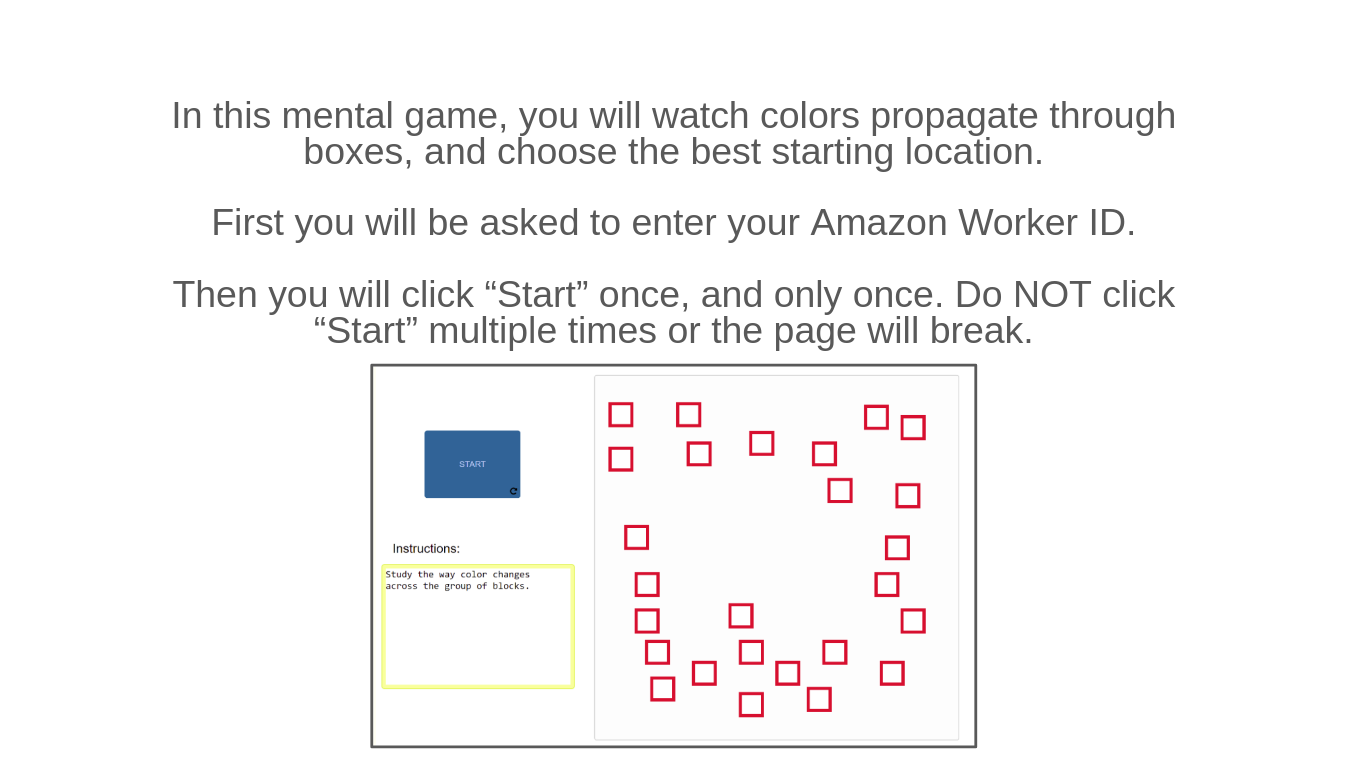 In this mental game, you will watch colors propagate through
boxes, and choose the best starting location.
First you will be asked to enter your Amazon Worker ID.
Then you will click “Start” once, and only once. Do NOT click
“Start” multiple times or the page will break.
START
Instructions:
Study the way color changes
across the group of blocks.